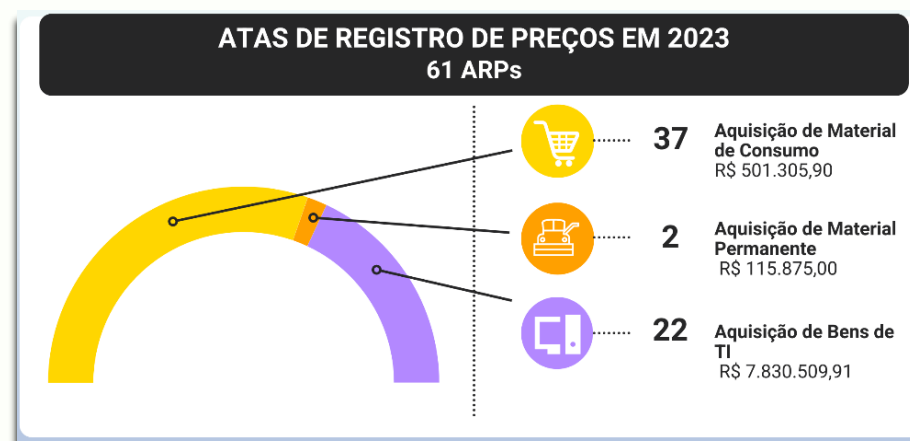 ATAS DE REGISTRO DE PREÇOS EM 2023
61 ARPs
37
Aquisição de Material
de Consumo
R$ 501.305,90
2
Aquisição de Material
Permanente
R$ 115.875,00
22
Aquisição de Bens de
TI
R$ 7.830.509,91